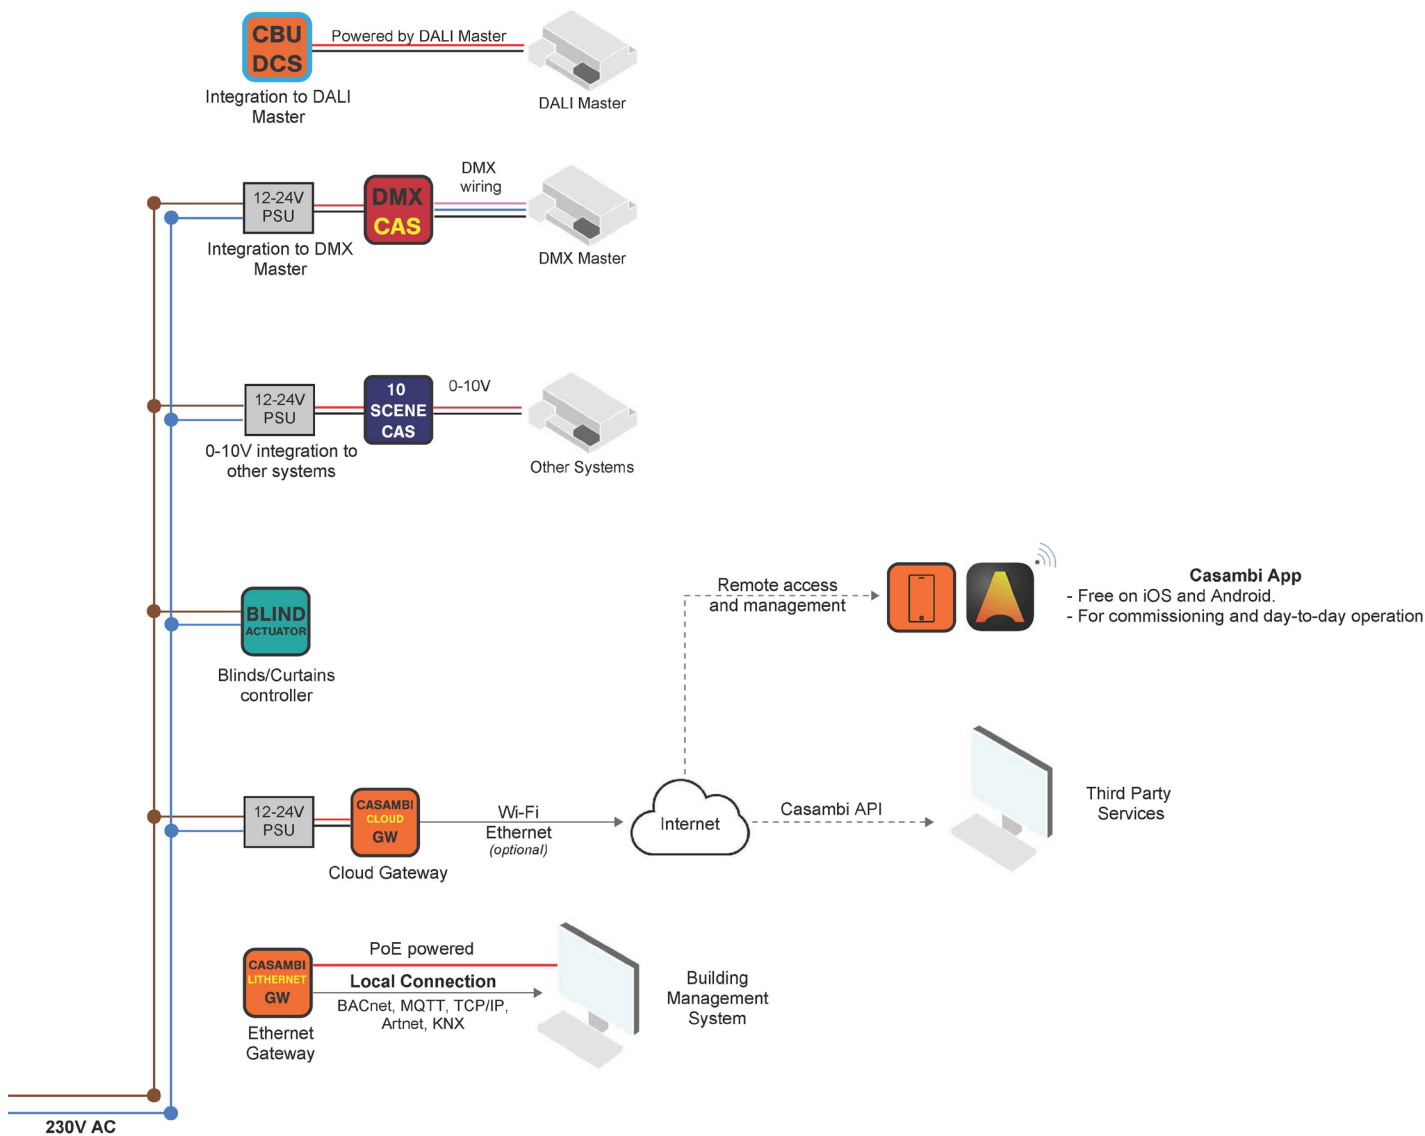 CBU
DCS
Powered by DALI Master
Integration to DALI
Master
DALI Master
12-24V
PSU
DMX
CAS
DMX
wiring
Integration to DMX
Master
DMX Master
12-24V
PSU
10
SCENE
CAS
0-10V
0-10V integration to
other systems
Other Systems
BLIND
ACTUATOR
Blinds/Curtains
controller
Remote access
and management
Casambi App
- Free on iOS and Android.
- For commissioning and day-to-day operation
12-24V
PSU
CASAMBI
CLOUD
GW
Cloud Gateway
Wi-Fi
Ethernet
(optional)
Internet
Casambi API
Third Party
Services
CASAMBI
LITHERNET
GW
Ethernet
Gateway
PoE powered
Local Connection
BACnet, MQTT, TCP/IP,
Artnet, KNX
Building
Management
System
230V AC